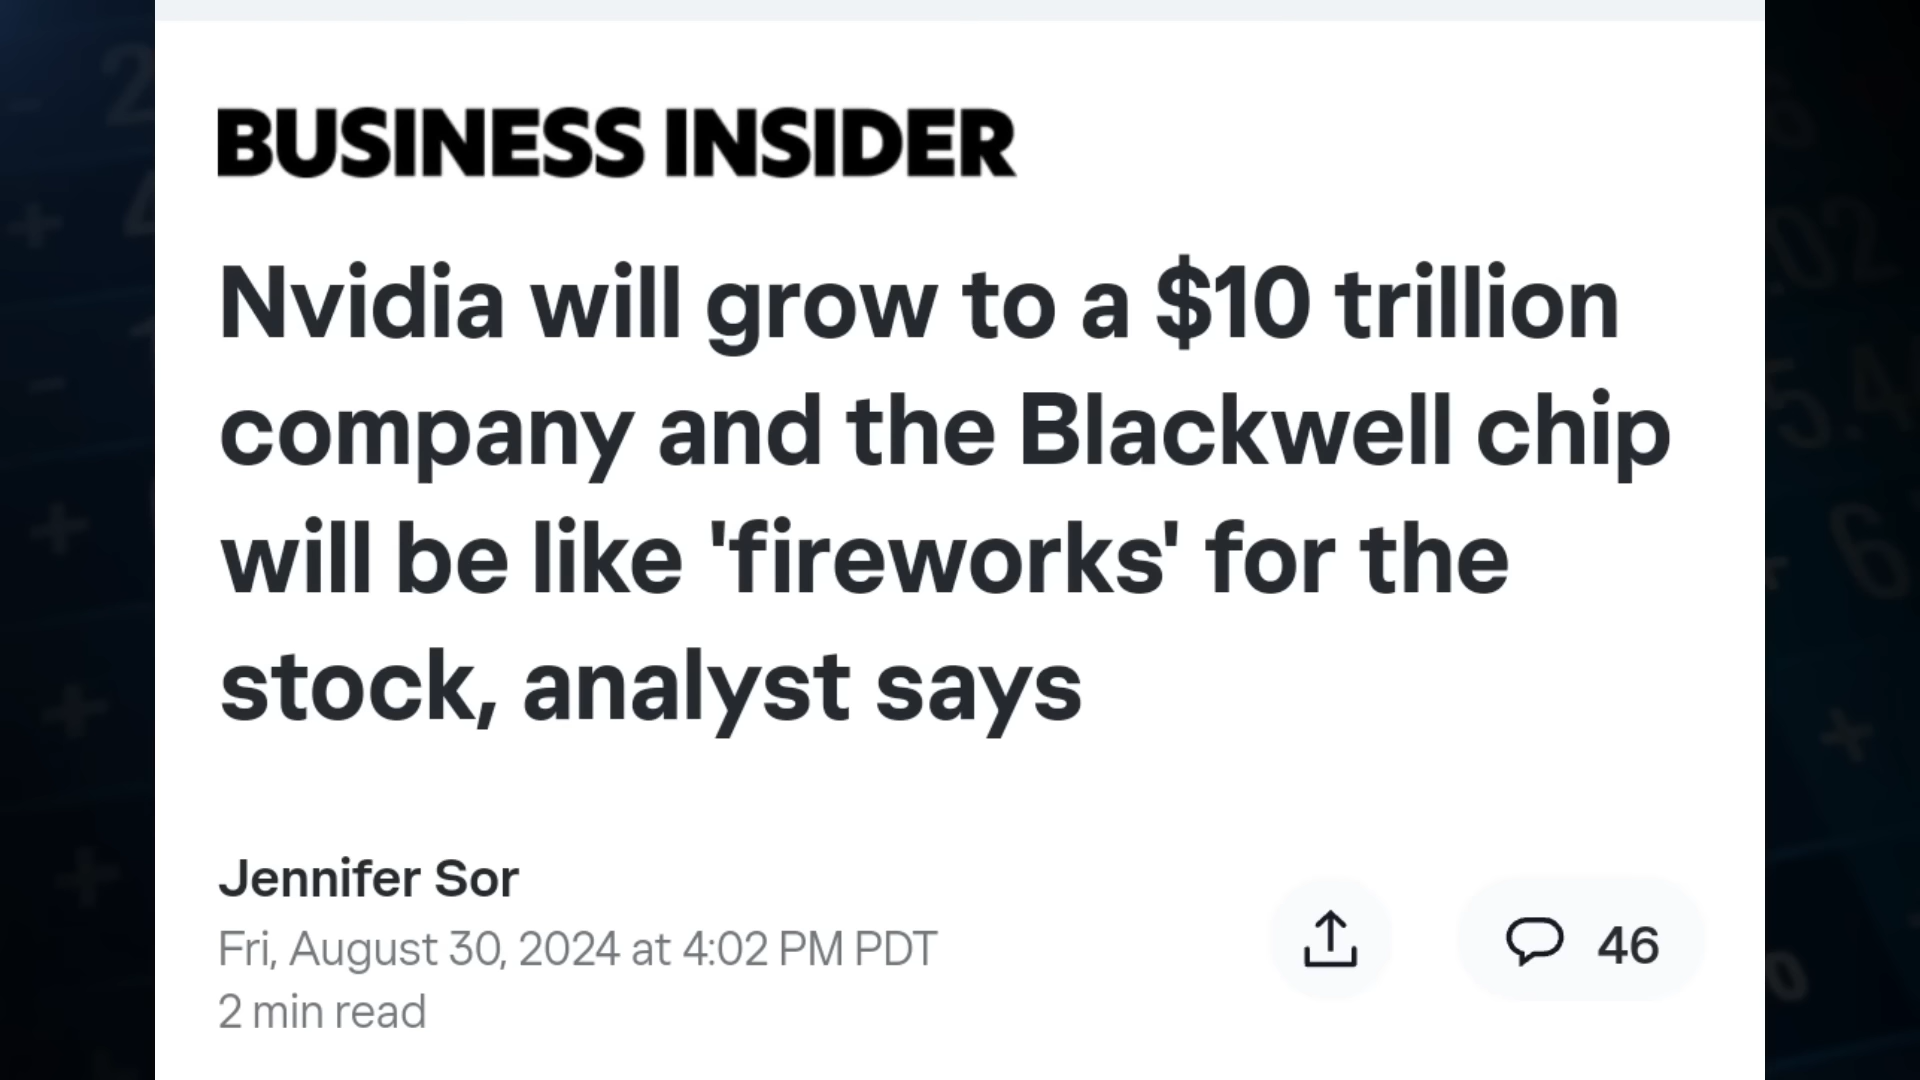 BUSINESS INSIDER
Nvidia will grow to a $10 trillion
company and the Blackwell chip
will be like 'fireworks' for the
stock, analyst says
Jennifer Sor
Fri, August 30, 2024 at 4:02 PM PDT
2 min read
46